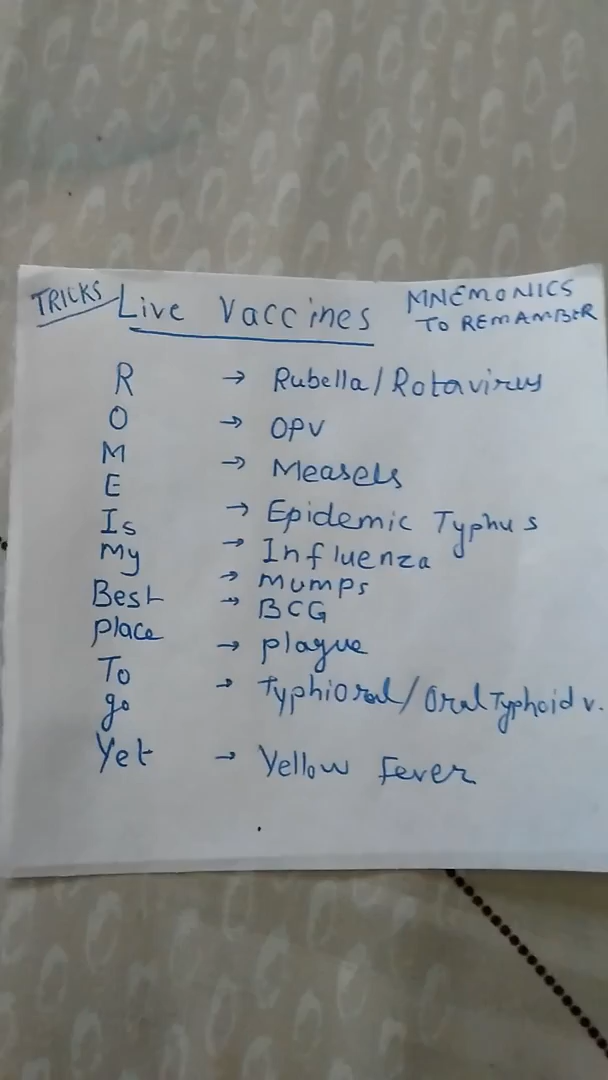 TRICKS Live Vaccines MNEMONICS
TO REMAMBER
R → Rubella/Rotavirus
O → OPV
M → Measels
E → Epidemic Typhus
Is → Influenza
My → Mumps
Best → BCG
Place → plague
To → Typhioral/Oral Typhoid v.
go
Yet → Yellow Fever